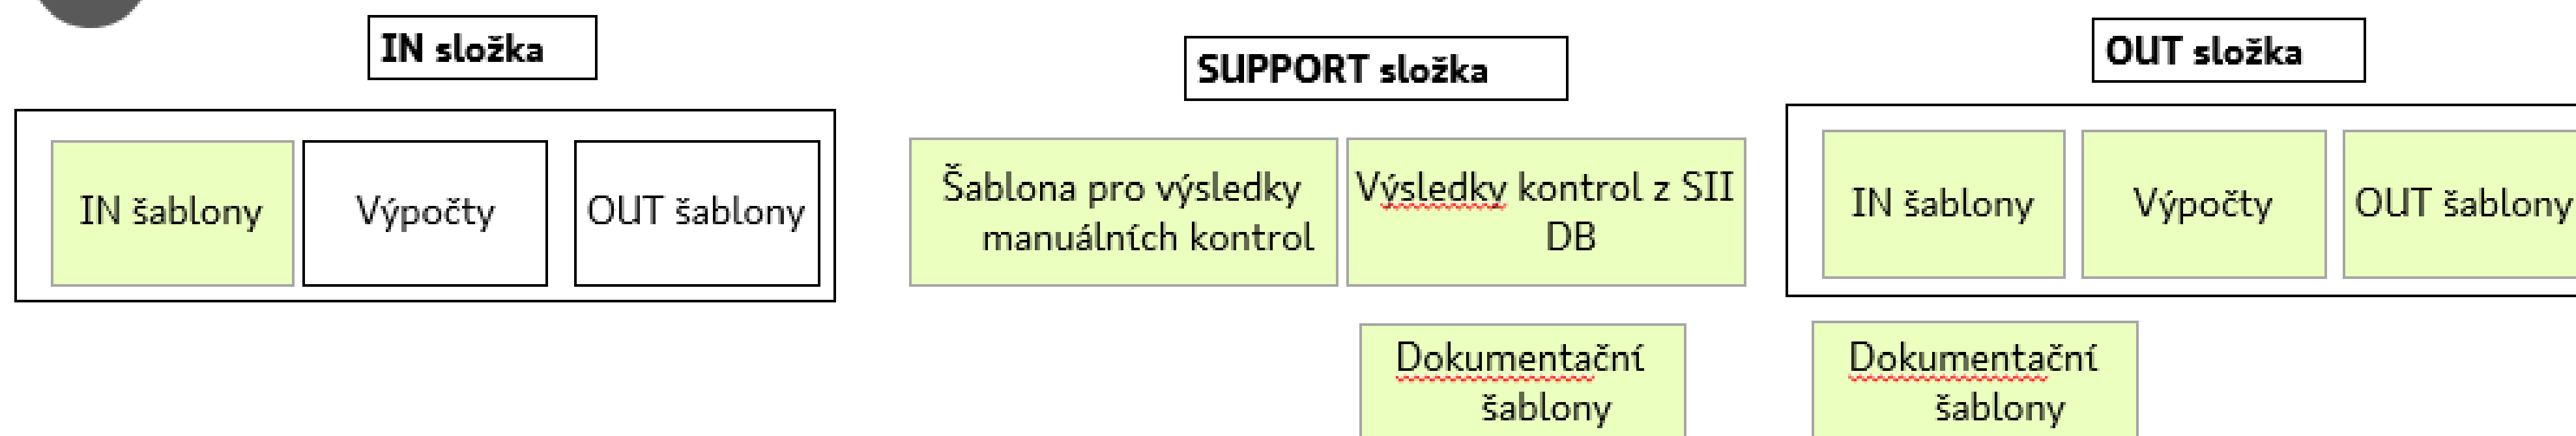 IN složka
SUPPORT složka
OUT složka
IN šablony
Výpočty
OUT šablony
Šablona pro výsledky
manuálních kontrol
Výsledky kontrol z SII
DB
IN šablony
Výpočty
OUT šablony
Dokumentační
šablony
Dokumentační
šablony